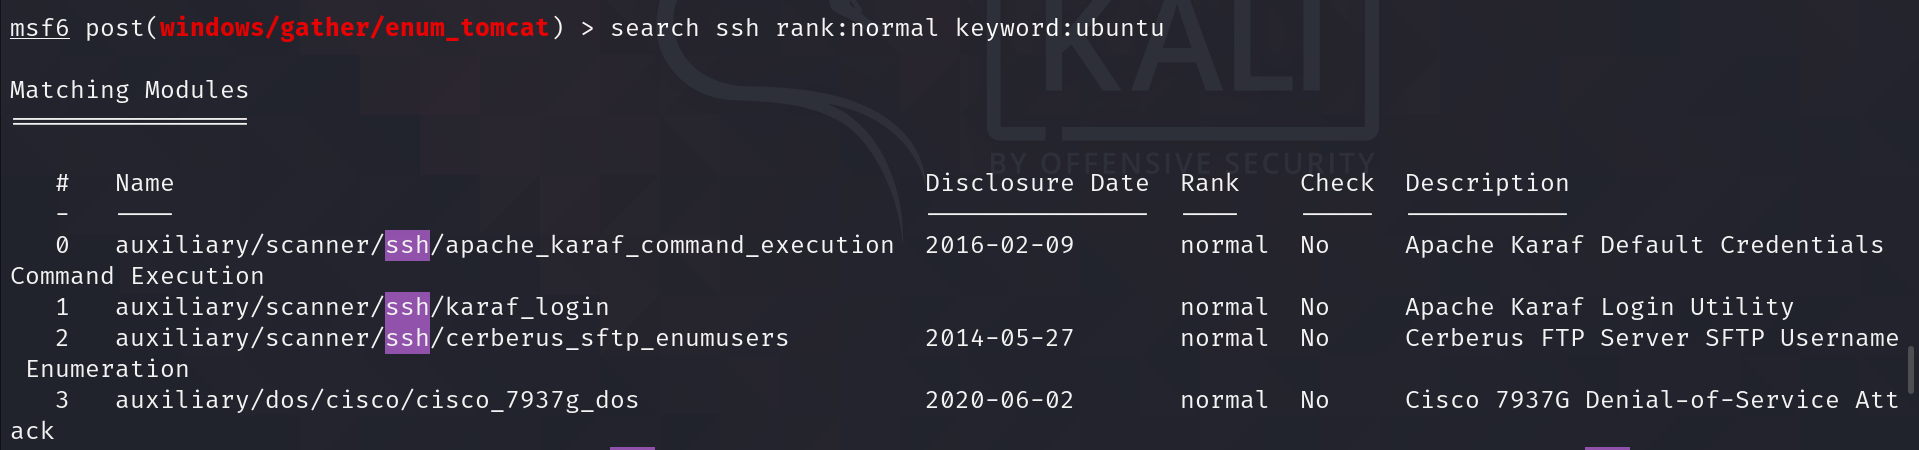 msf6 post(windows/gather/enum_tomcat) > search ssh rank:normal keyword:ubuntu
KALI
BY OFFENSIVE SECURITY
Matching Modules
================
# Name Disclosure Date Rank Check Description
- ---- --------------- ---- ----- -----------
0 auxiliary/scanner/ssh/apache_karaf_command_execution 2016-02-09 normal No Apache Karaf Default Credentials
Command Execution
1 auxiliary/scanner/ssh/karaf_login normal No Apache Karaf Login Utility
2 auxiliary/scanner/ssh/cerberus_sftp_enumusers 2014-05-27 normal No Cerberus FTP Server SFTP Username
Enumeration
3 auxiliary/dos/cisco/cisco_7937g_dos 2020-06-02 normal No Cisco 7937G Denial-of-Service Att
ack